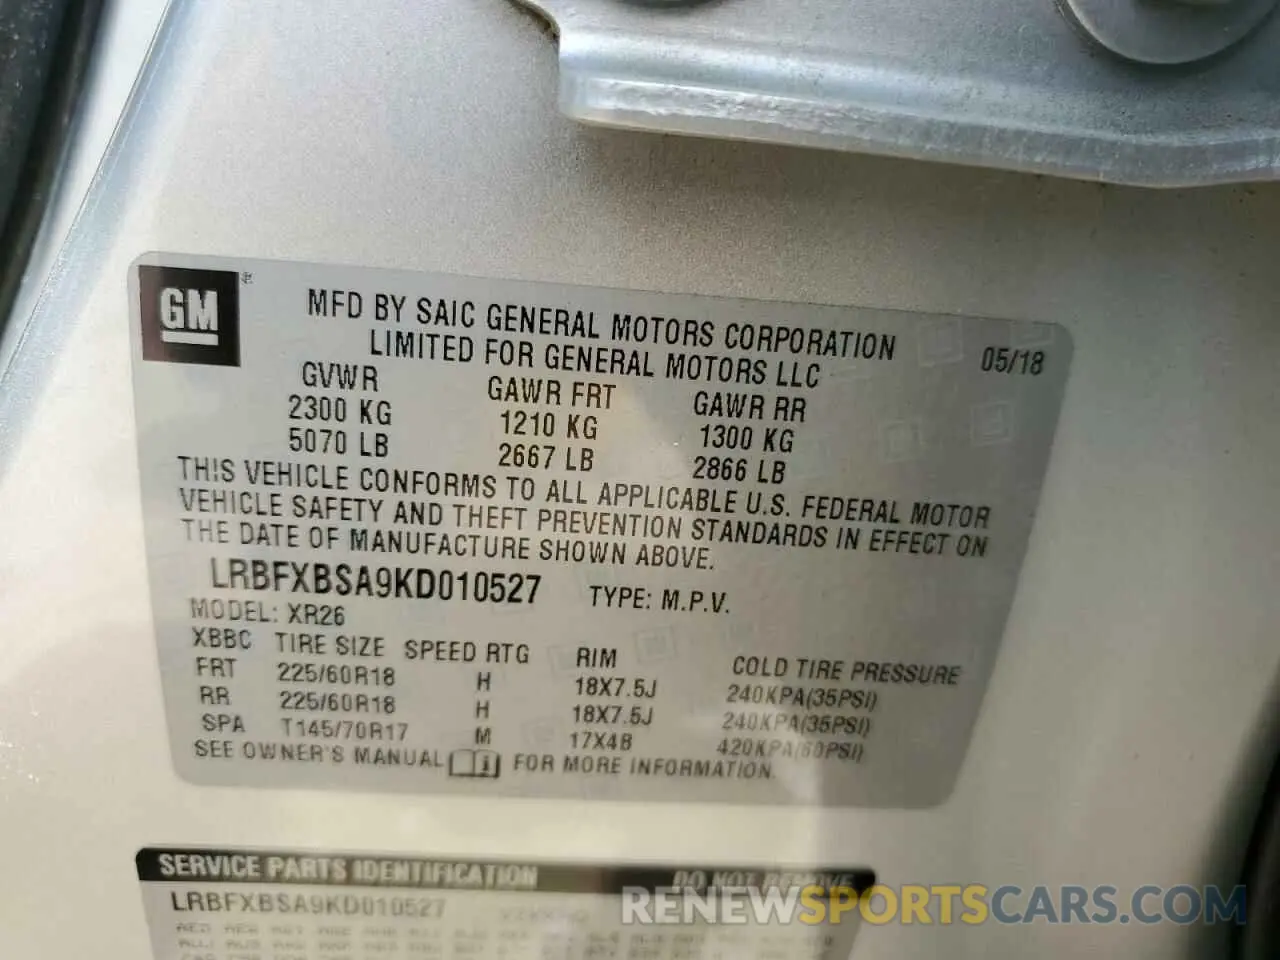 GM
MFD BY SAIC GENERAL MOTORS CORPORATION
LIMITED FOR GENERAL MOTORS LLC
05/18
GVWR GAWR FRT GAWR RR
2300 KG 1210 KG 1300 KG
5070 LB 2667 LB 2866 LB
THIS VEHICLE CONFORMS TO ALL APPLICABLE U.S. FEDERAL MOTOR
VEHICLE SAFETY AND THEFT PREVENTION STANDARDS IN EFFECT ON
THE DATE OF MANUFACTURE SHOWN ABOVE.
LRBFXBSA9KD010527 TYPE: M.P.V.
MODEL: XR26
XBBC TIRE SIZE SPEED RTG RIM COLD TIRE PRESSURE
FRT 225/60R18 H 18X7.5J 240KPA(35PSI)
RR 225/60R18 H 18X7.5J 240KPA(35PSI)
SPA T145/70R17 M 17X4B 420KPA(60PSI)
SEE OWNER'S MANUAL FOR MORE INFORMATION.
SERVICE PARTS IDENTIFICATION DO NOT REMOVE
LRBFXBSA9KD010527
RENEWSPORTSCARS.COM